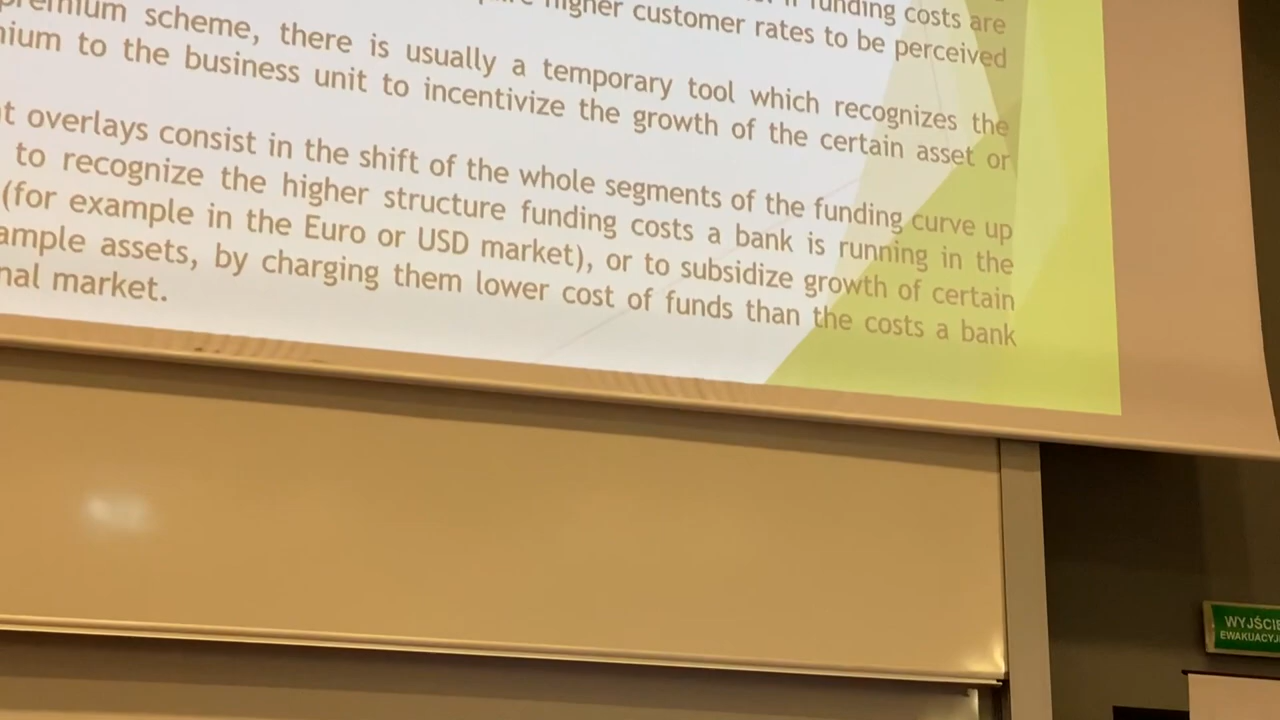 funding costs are
higher customer rates to be perceived
premium scheme, there is usually a temporary tool which recognizes the
to the business unit to incentivize the growth of the certain asset or
overlays consist in the shift of the whole segments of the funding curve up
to recognize the higher structure funding costs a bank is running in the
(for example in the Euro or USD market), or to subsidize growth of certain
assets, by charging them lower cost of funds than the costs a bank
market.
WYJŚCIE